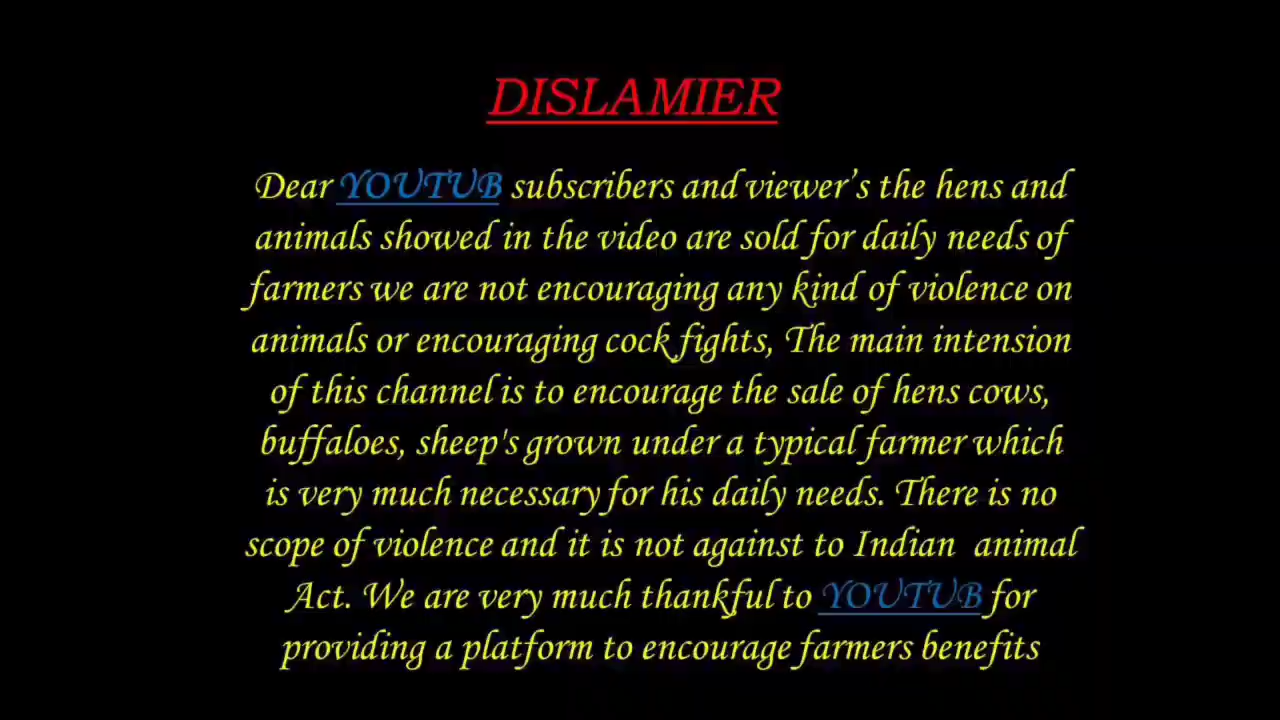 DISLAMIER
Dear YOUTUB subscribers and viewer's the hens and
animals showed in the video are sold for daily needs of
farmers we are not encouraging any kind of violence on
animals or encouraging cock fights, The main intension
of this channel is to encourage the sale of hens cows,
buffaloes, sheep's grown under a typical farmer which
is very much necessary for his daily needs. There is no
scope of violence and it is not against to Indian animal
Act. We are very much thankful to YOUTUB for
providing a platform to encourage farmers benefits